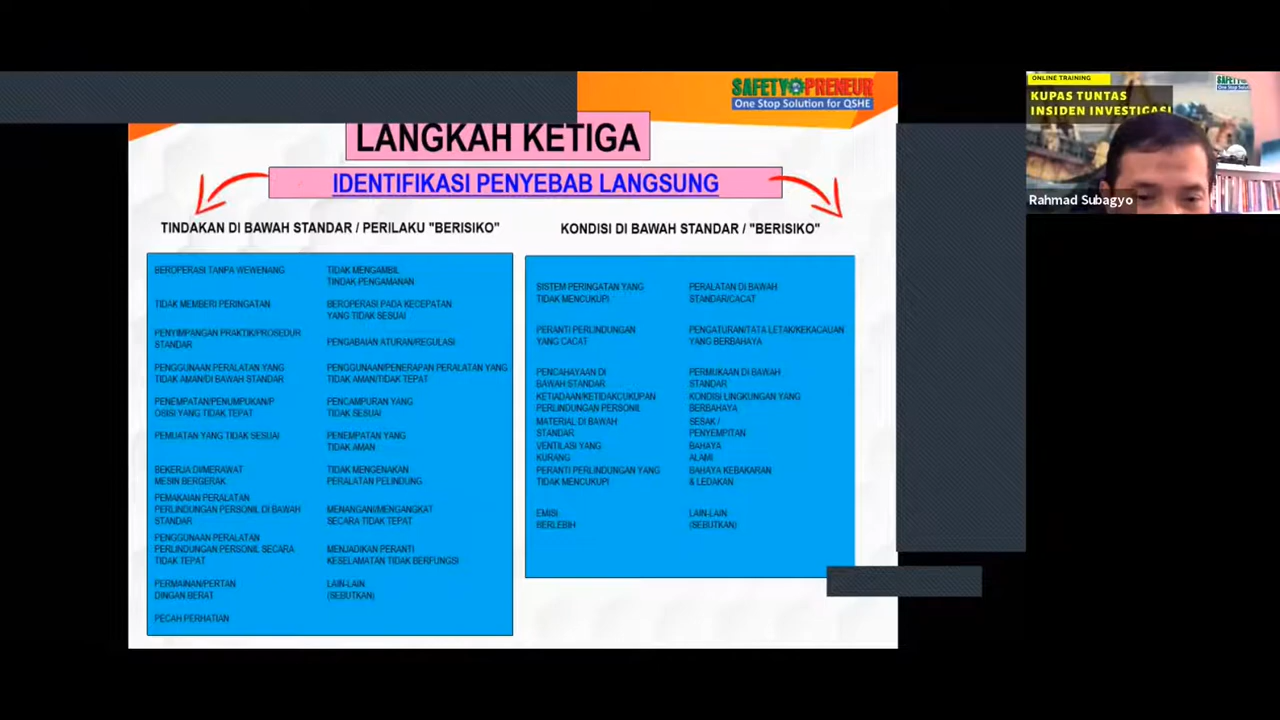 SAFETY PRENEUR
One Stop Solution for QSHE
LANGKAH KETIGA
IDENTIFIKASI PENYEBAB LANGSUNG
TINDAKAN DI BAWAH STANDAR / PERILAKU "BERISIKO"
BEROPERASI TANPA WEWENANG
TIDAK MEMBERI PERINGATAN
PENYIMPANGAN PRAKTIK/PROSEDUR
STANDAR
PENGGUNAAN PERALATAN YANG
TIDAK AMAN/DI BAWAH STANDAR
PENEMPATAN/PENUMPUKAN/P
OBISI YANG TIDAK TEPAT
PEMUATAN YANG TIDAK SESUAI
BEKERJA DI/MERAWAT
MESIN BERGERAK
PEMAKAIAN PERALATAN
PERLINDUNGAN PERSONIL DI BAWAH
STANDAR
PENGGUNAAN PERALATAN
PERLINDUNGAN PERSONIL SECARA
TIDAK TEPAT
PERMAINAN/PERTAN
DINGAN BERAT
PECAH PERHATIAN
TIDAK MENGAMBIL
TINDAK PENGAMANAN
BEROPERASI PADA KECEPATAN
YANG TIDAK SESUAI
PENGABAIAN ATURAN/REGULASI
PENGGUNAAN/PENERAPAN PERALATAN YANG
TIDAK AMAN/TIDAK TEPAT
PENCAMPURAN YANG
TIDAK SESUAI
PENEMPATAN YANG
TIDAK AMAN
TIDAK MENGENAKAN
PERALATAN PELINDUNG
MENANGANI/MENGANGKAT
SECARA TIDAK TEPAT
MENJADIKAN PERANTI
KESELAMATAN TIDAK BERFUNGSI
LAIN-LAIN
(SEBUTKAN)
KONDISI DI BAWAH STANDAR / "BERISIKO"
SISTEM PERINGATAN YANG
TIDAK MENCUKUPI
PERANTI PERLINDUNGAN
YANG CACAT
PENCAHAYAAN DI
BAWAH STANDAR
KETIADAAN/KETIDAKCUKUPAN
PERLINDUNGAN PERSONIL
MATERIAL DI BAWAH
STANDAR
VENTILASI YANG
KURANG
PERANTI PERLINDUNGAN YANG
TIDAK MENCUKUPI
EMISI
BERLEBIH
PERALATAN DI BAWAH
STANDAR/CACAT
PENGATURAN/TATA LETAK/KEKACAUAN
YANG BERBAHAYA
PERMUKAAN DI BAWAH
STANDAR
KONDISI LINGKUNGAN YANG
BERBAHAYA
SESAK /
PENYEMPITAN
BAHAYA
ALAMI
BAHAYA KEBAKARAN
& LEDAKAN
LAIN-LAIN
(SEBUTKAN)
ONLINE TRAINING
KUPAS TUNTAS
INSIDEN INVESTIGASI
Rahmad Subagyo